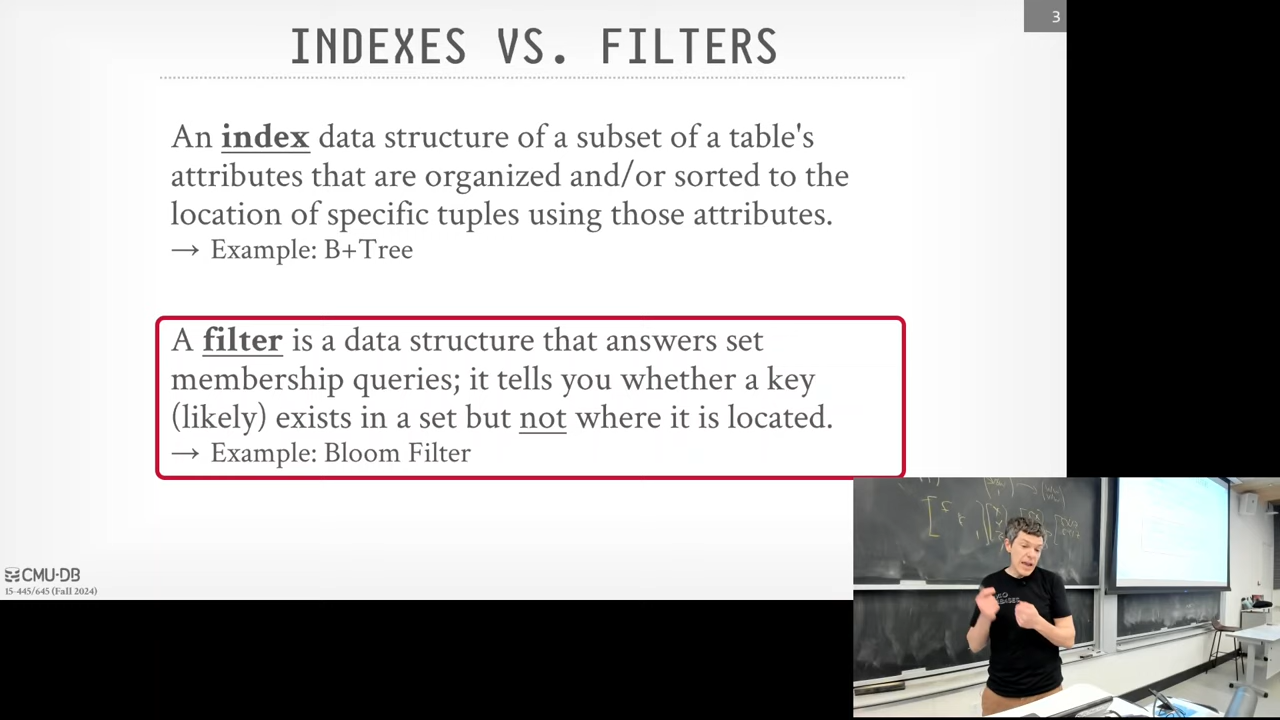 3
INDEXES VS. FILTERS
An index data structure of a subset of a table's
attributes that are organized and/or sorted to the
location of specific tuples using those attributes.
→ Example: B+Tree
A filter is a data structure that answers set
membership queries; it tells you whether a key
(likely) exists in a set but not where it is located.
→ Example: Bloom Filter
CMU·DB
15-445/645 (Fall 2024)